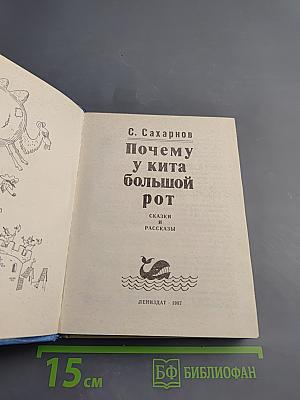 С. Сахарнов
Почему
у кита
большой
рот
СКАЗКИ
И
РАССКАЗЫ
ЛЕНИЗДАТ · 1987
15 см
БФ БИБЛИОФАН